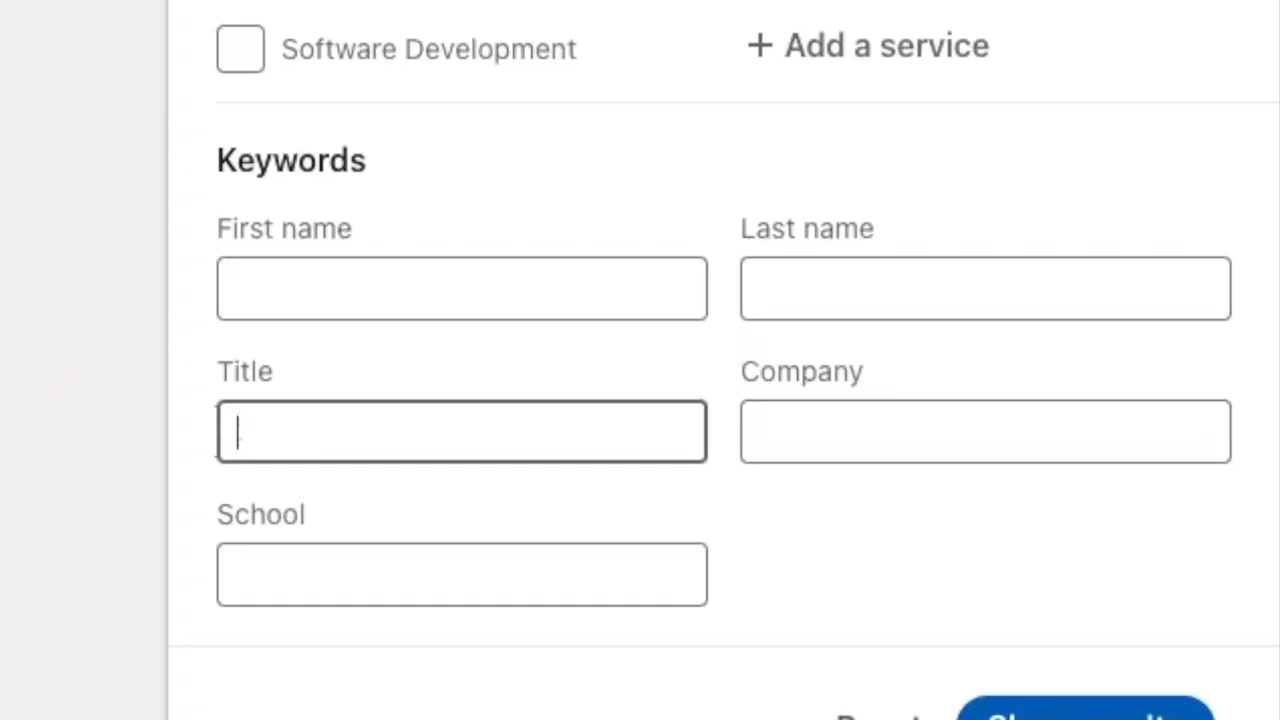 Software Development
+ Add a service
Keywords
First name
Last name
Title
Company
School